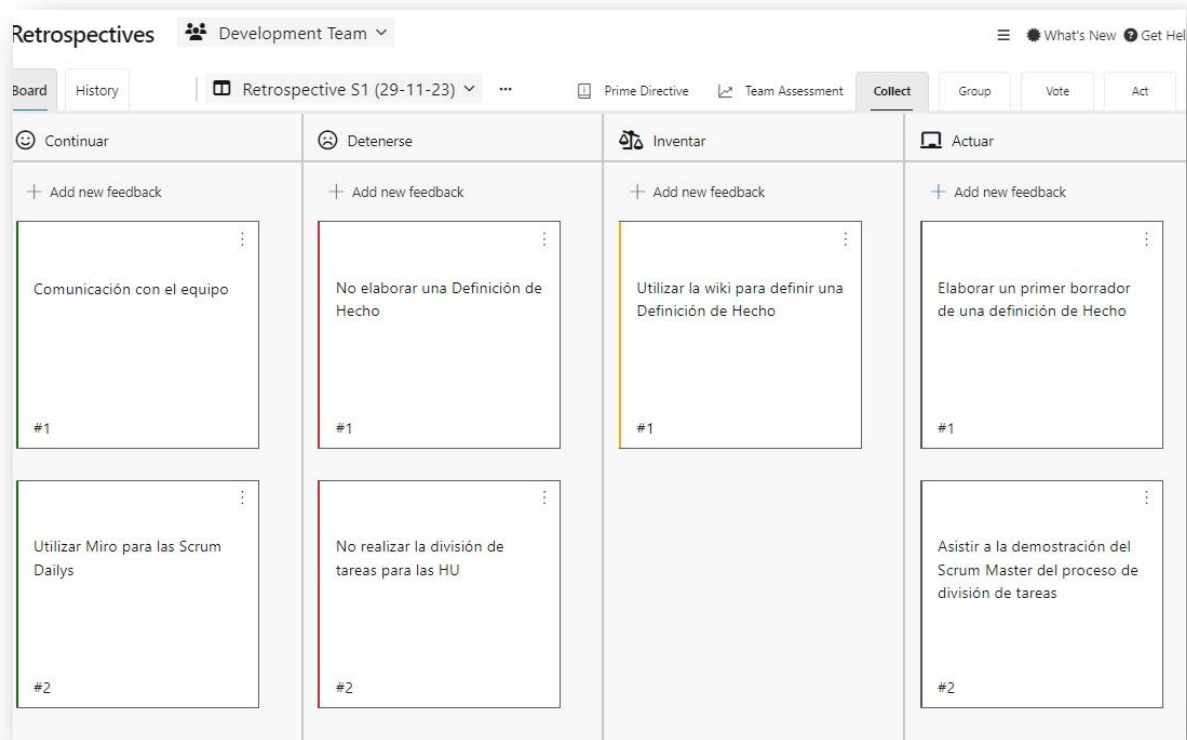 Retrospectives
Development Team
What's New
Get Hel
Board
History
Retrospective S1 (29-11-23)
Prime Directive
Team Assessment
Collect
Group
Vote
Act
Continuar
Detenerse
Inventar
Actuar
Add new feedback
Add new feedback
Add new feedback
Add new feedback
Comunicación con el equipo
#1
No elaborar una Definición de
Hecho
#1
Utilizar la wiki para definir una
Definición de Hecho
#1
Elaborar un primer borrador
de una definición de Hecho
#1
Utilizar Miro para las Scrum
Dailys
#2
No realizar la división de
tareas para las HU
#2
Asistir a la demostración del
Scrum Master del proceso de
división de tareas
#2